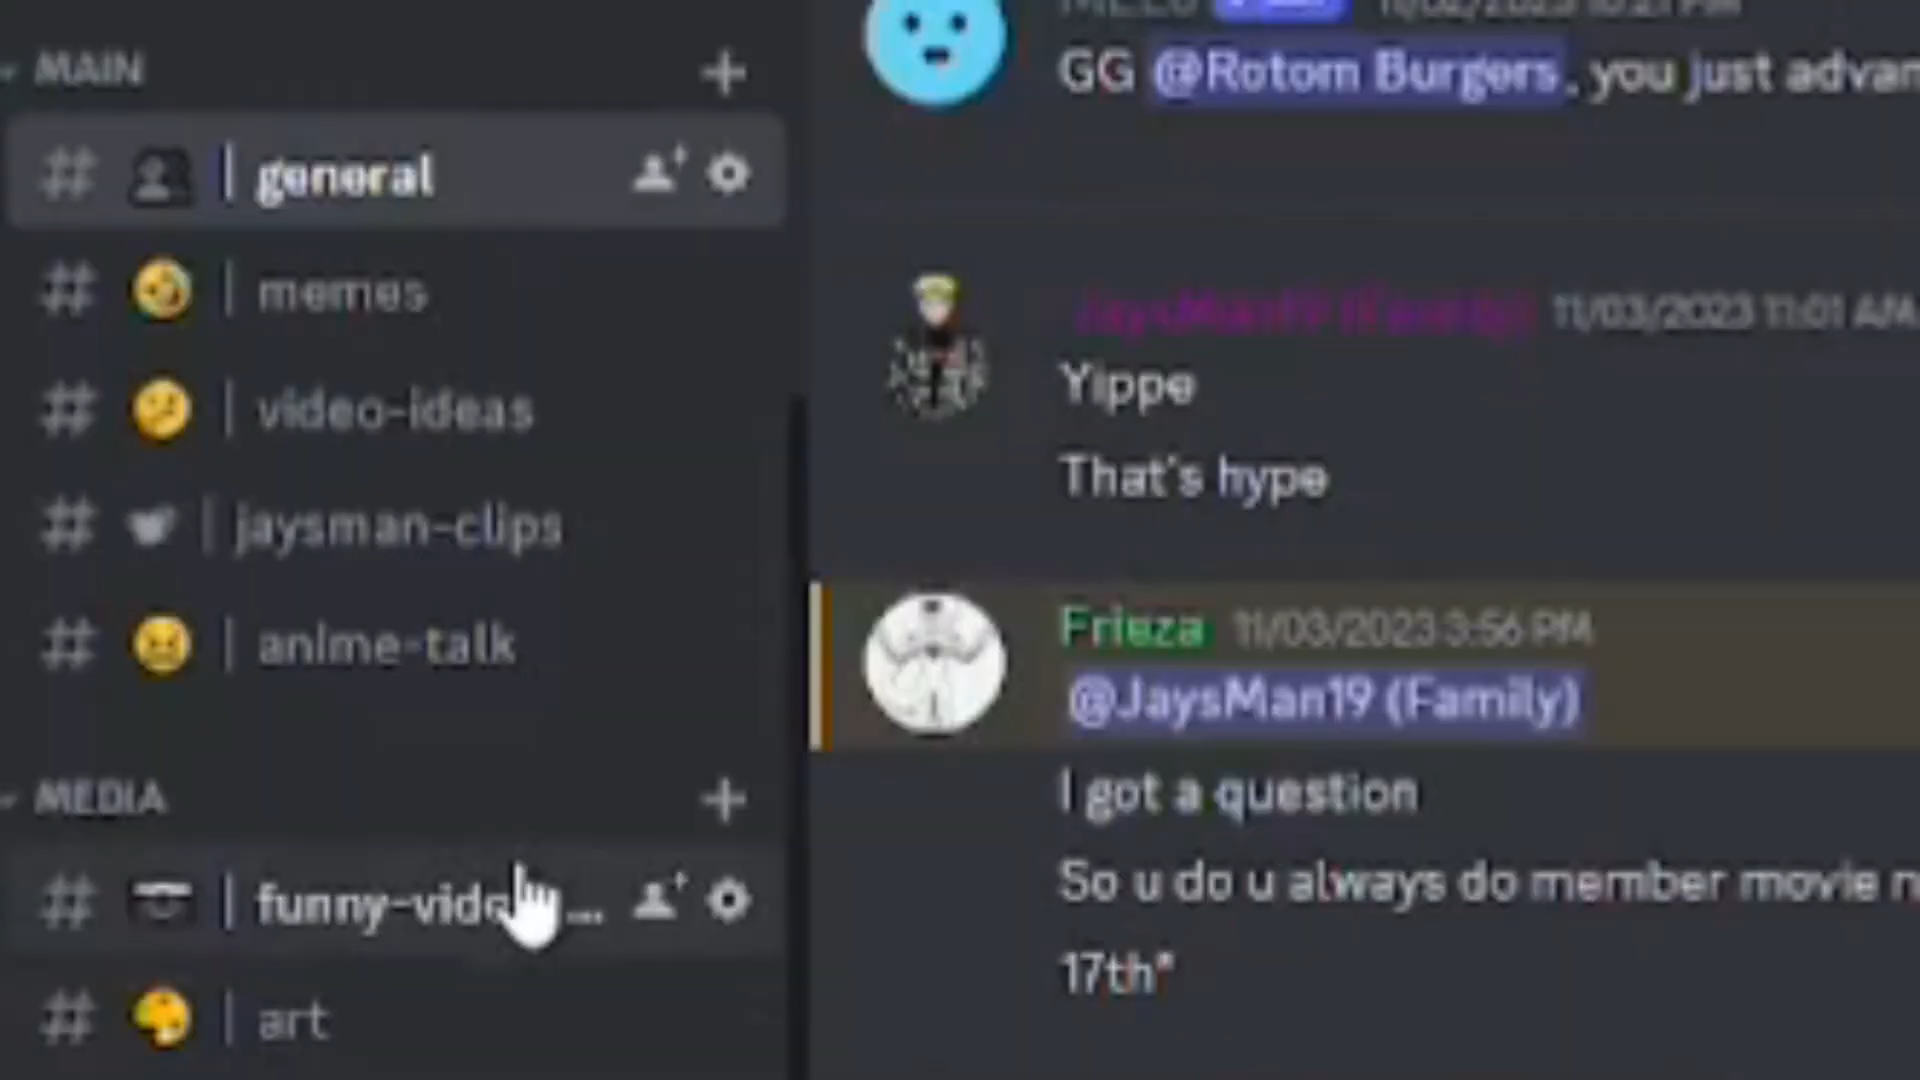 MAIN
# | general
# | memes
# | video-ideas
# | jaysman-clips
# | anime-talk
MEDIA
# | funny-vide...
# | art
GG @Rotom Burgers, you just advan
JaysMan19 (Family) 11/03/2023 11:01 AM
Yippe
That's hype
Frieza 11/03/2023 3:56 PM
@JaysMan19 (Family)
I got a question
So u do u always do member movie n
17th*